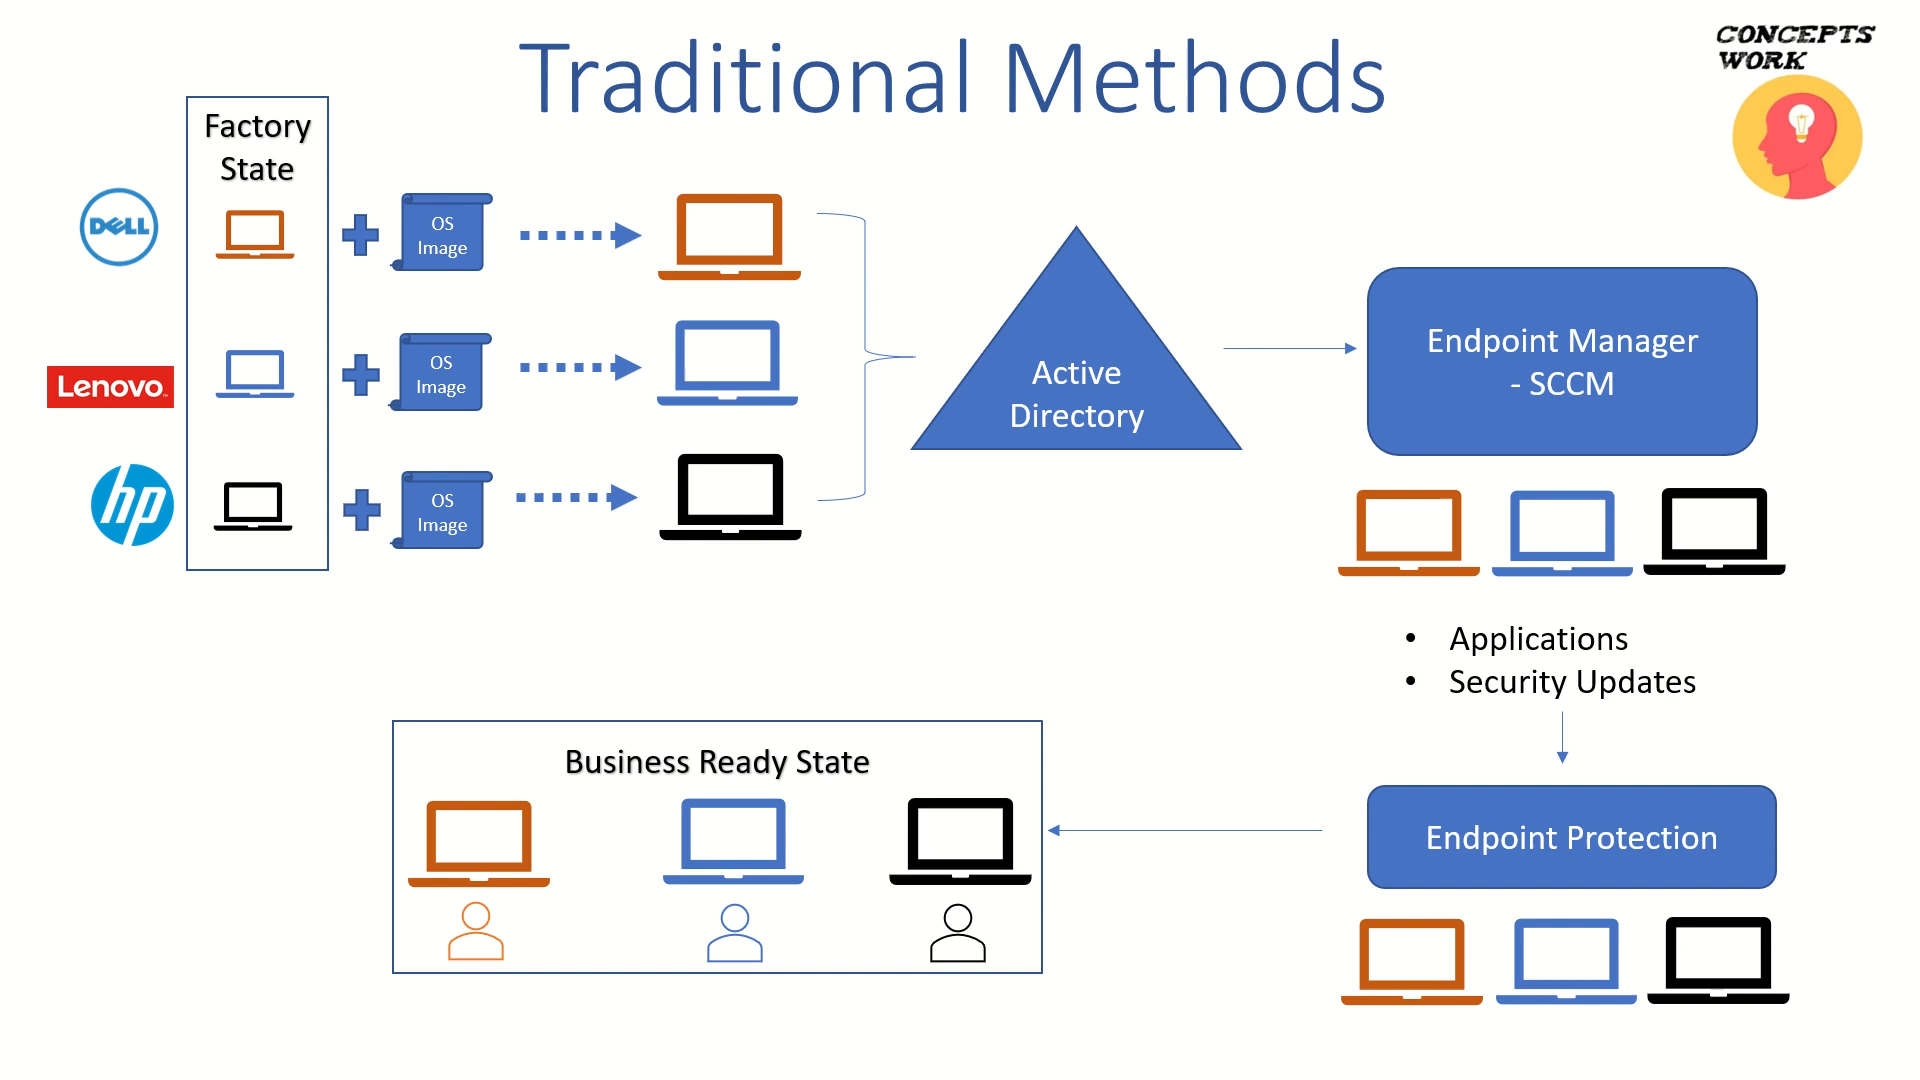 Traditional Methods
CONCEPTS
WORK
Factory
State
DELL
OS
Image
Lenovo
OS
Image
hp
OS
Image
Active
Directory
Endpoint Manager
- SCCM
• Applications
• Security Updates
Endpoint Protection
Business Ready State